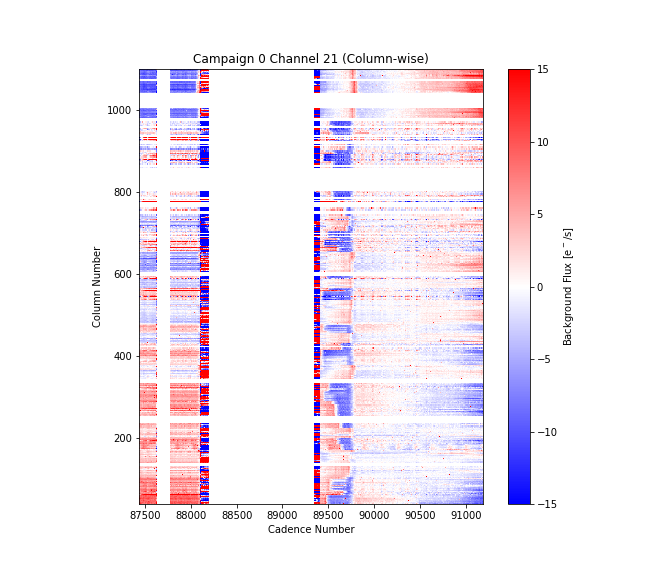 Campaign 0 Channel 21 (Column-wise)
Column Number
1000
800
600
400
200
87500 88000 88500 89000 89500 90000 90500 91000
Cadence Number
15
10
5
0
−5
−10
−15
Background Flux [e⁻/s]